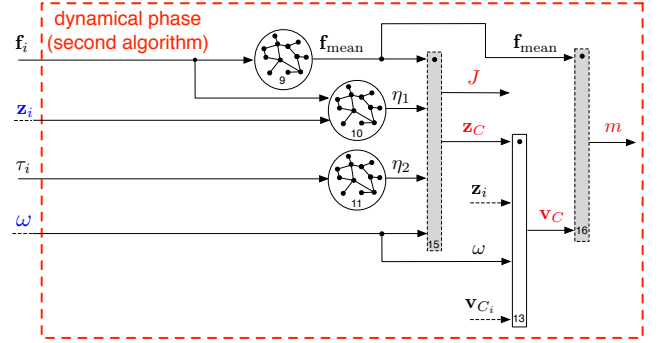 dynamical phase
(second algorithm)
f_i
9
f_mean
f_mean
z_i
10
η_1
J
z_C
m
τ_i
11
η_2
z_i
v_C
ω
15
ω
16
v_{C_i}
13